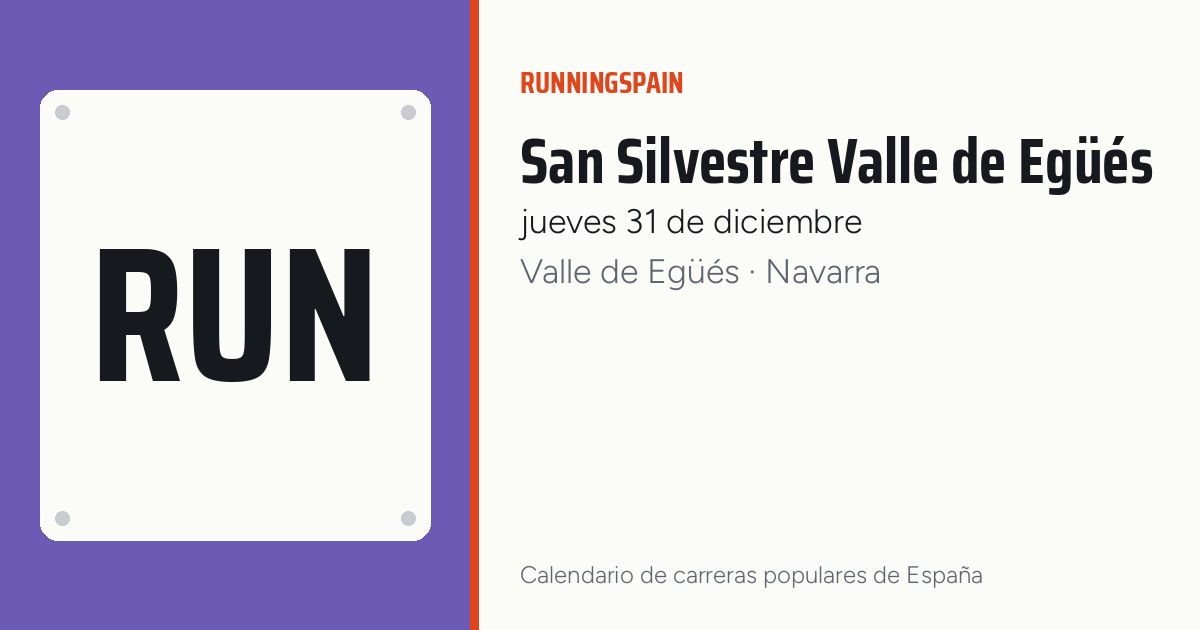 RUN
RUNNINGSPAIN
San Silvestre Valle de Egüés
jueves 31 de diciembre
Valle de Egüés · Navarra
Calendario de carreras populares de España